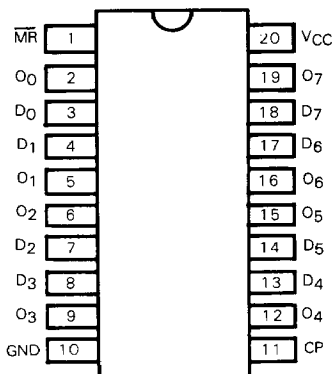 M̅R̅ 1 20 VCC
O0 2 19 O7
D0 3 18 D7
D1 4 17 D6
O1 5 16 O6
O2 6 15 O5
D2 7 14 D5
D3 8 13 D4
O3 9 12 O4
GND 10 11 CP